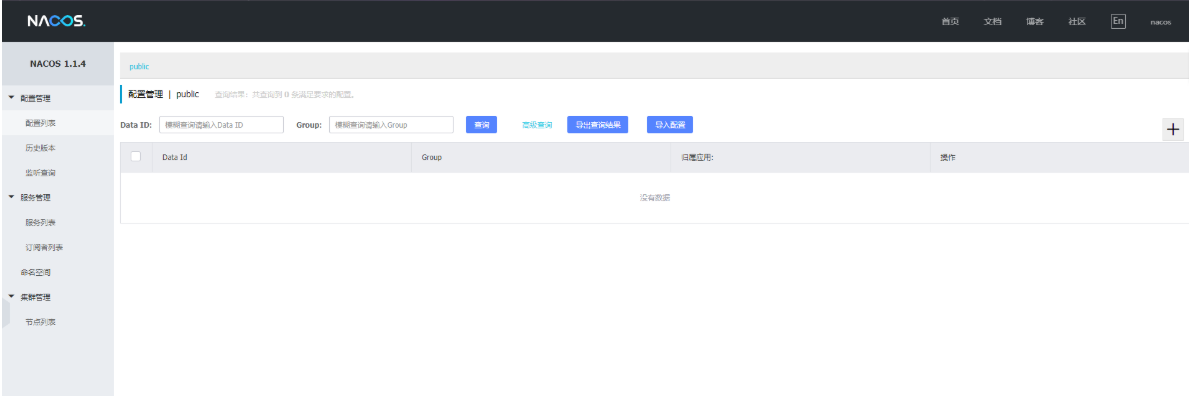 NACOS.
首页 文档 博客 社区 En nacos
NACOS 1.1.4
配置管理
配置列表
历史版本
监听查询
服务管理
服务列表
订阅者列表
命名空间
集群管理
节点列表
public
配置管理 | public 查询结果：共查询到 0 条满足要求的配置。
Data ID: 模糊查询请输入Data ID Group: 模糊查询请输入Group 查询 高级查询 导出查询结果 导入配置 +
Data Id Group 归属应用: 操作
没有数据